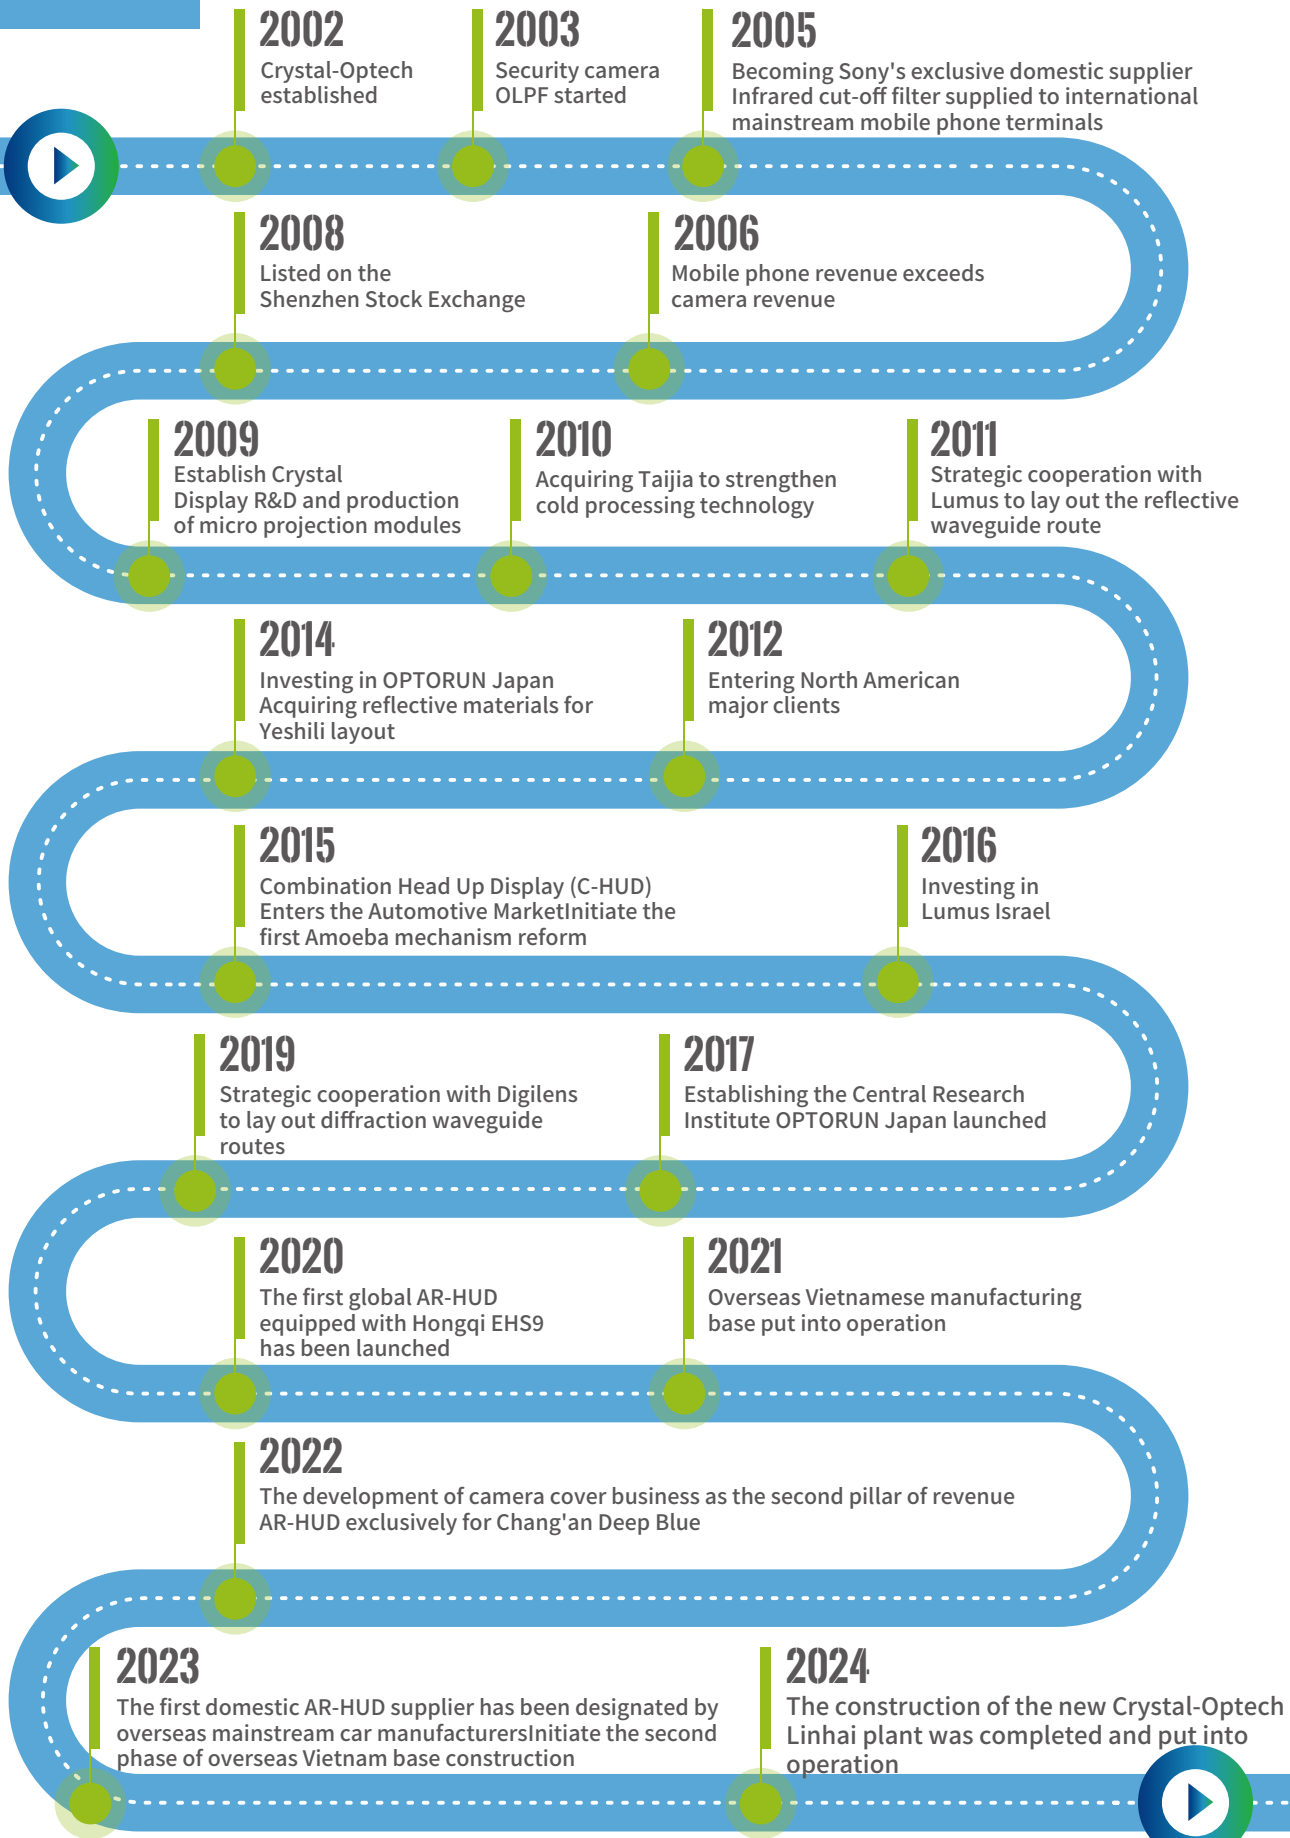 2002
Crystal-Optech
established
2003
Security camera
OLPF started
2005
Becoming Sony's exclusive domestic supplier
Infrared cut-off filter supplied to international
mainstream mobile phone terminals
2008
Listed on the
Shenzhen Stock Exchange
2006
Mobile phone revenue exceeds
camera revenue
2009
Establish Crystal
Display R&D and production
of micro projection modules
2010
Acquiring Taijia to strengthen
cold processing technology
2011
Strategic cooperation with
Lumus to lay out the reflective
waveguide route
2014
Investing in OPTORUN Japan
Acquiring reflective materials for
Yeshili layout
2012
Entering North American
major clients
2015
Combination Head Up Display (C-HUD)
Enters the Automotive MarketInitiate the
first Amoeba mechanism reform
2016
Investing in
Lumus Israel
2019
Strategic cooperation with Digilens
to lay out diffraction waveguide
routes
2017
Establishing the Central Research
Institute OPTORUN Japan launched
2020
The first global AR-HUD
equipped with Hongqi EHS9
has been launched
2021
Overseas Vietnamese manufacturing
base put into operation
2022
The development of camera cover business as the second pillar of revenue
AR-HUD exclusively for Chang'an Deep Blue
2023
The first domestic AR-HUD supplier has been designated by
overseas mainstream car manufacturersInitiate the second
phase of overseas Vietnam base construction
2024
The construction of the new Crystal-Optech
Linhai plant was completed and put into
operation